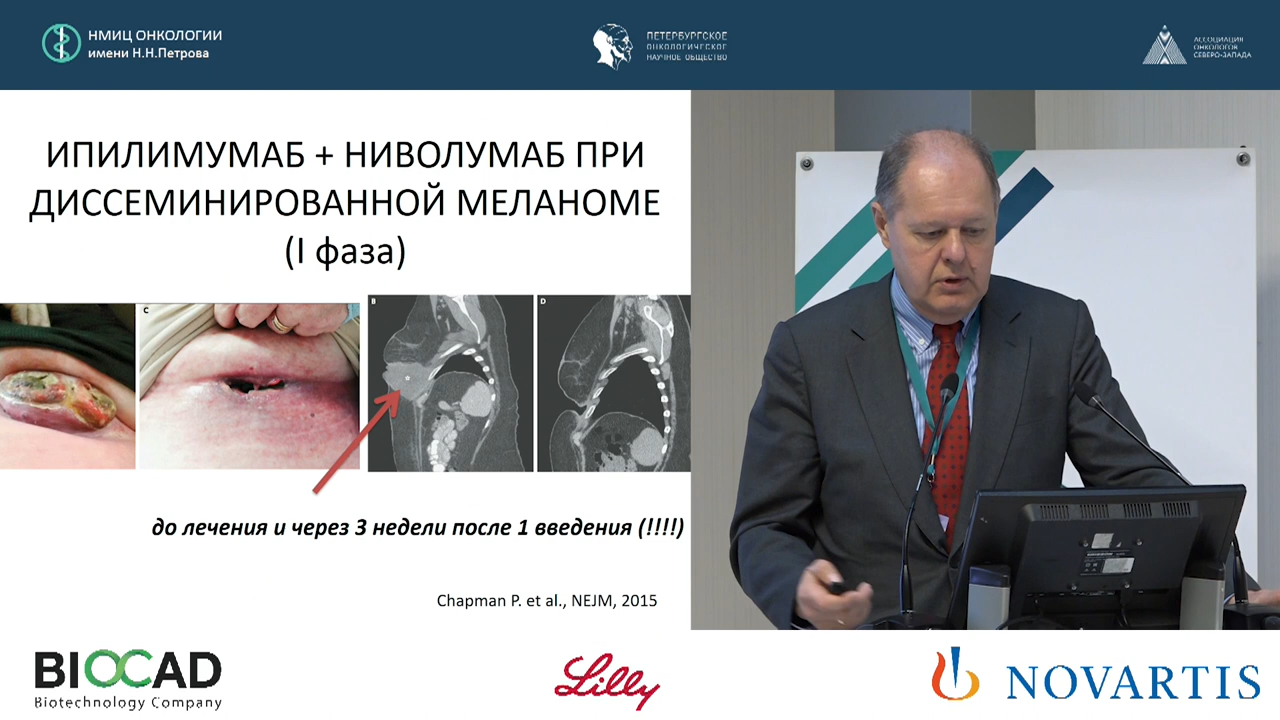 НМИЦ ОНКОЛОГИИ
имени Н.Н.Петрова
ПЕТЕРБУРГСКОЕ
ОНКОЛОГИЧЕСКОЕ
НАУЧНОЕ ОБЩЕСТВО
АССОЦИАЦИЯ
ОНКОЛОГОВ
СЕВЕРО-ЗАПАДА
ИПИЛИМУМАБ + НИВОЛУМАБ ПРИ
ДИССЕМИНИРОВАННОЙ МЕЛАНОМЕ
(I фаза)
C
B
D
до лечения и через 3 недели после 1 введения (!!!!)
Chapman P. et al., NEJM, 2015
BIOCAD
Biotechnology Company
Lilly
NOVARTIS